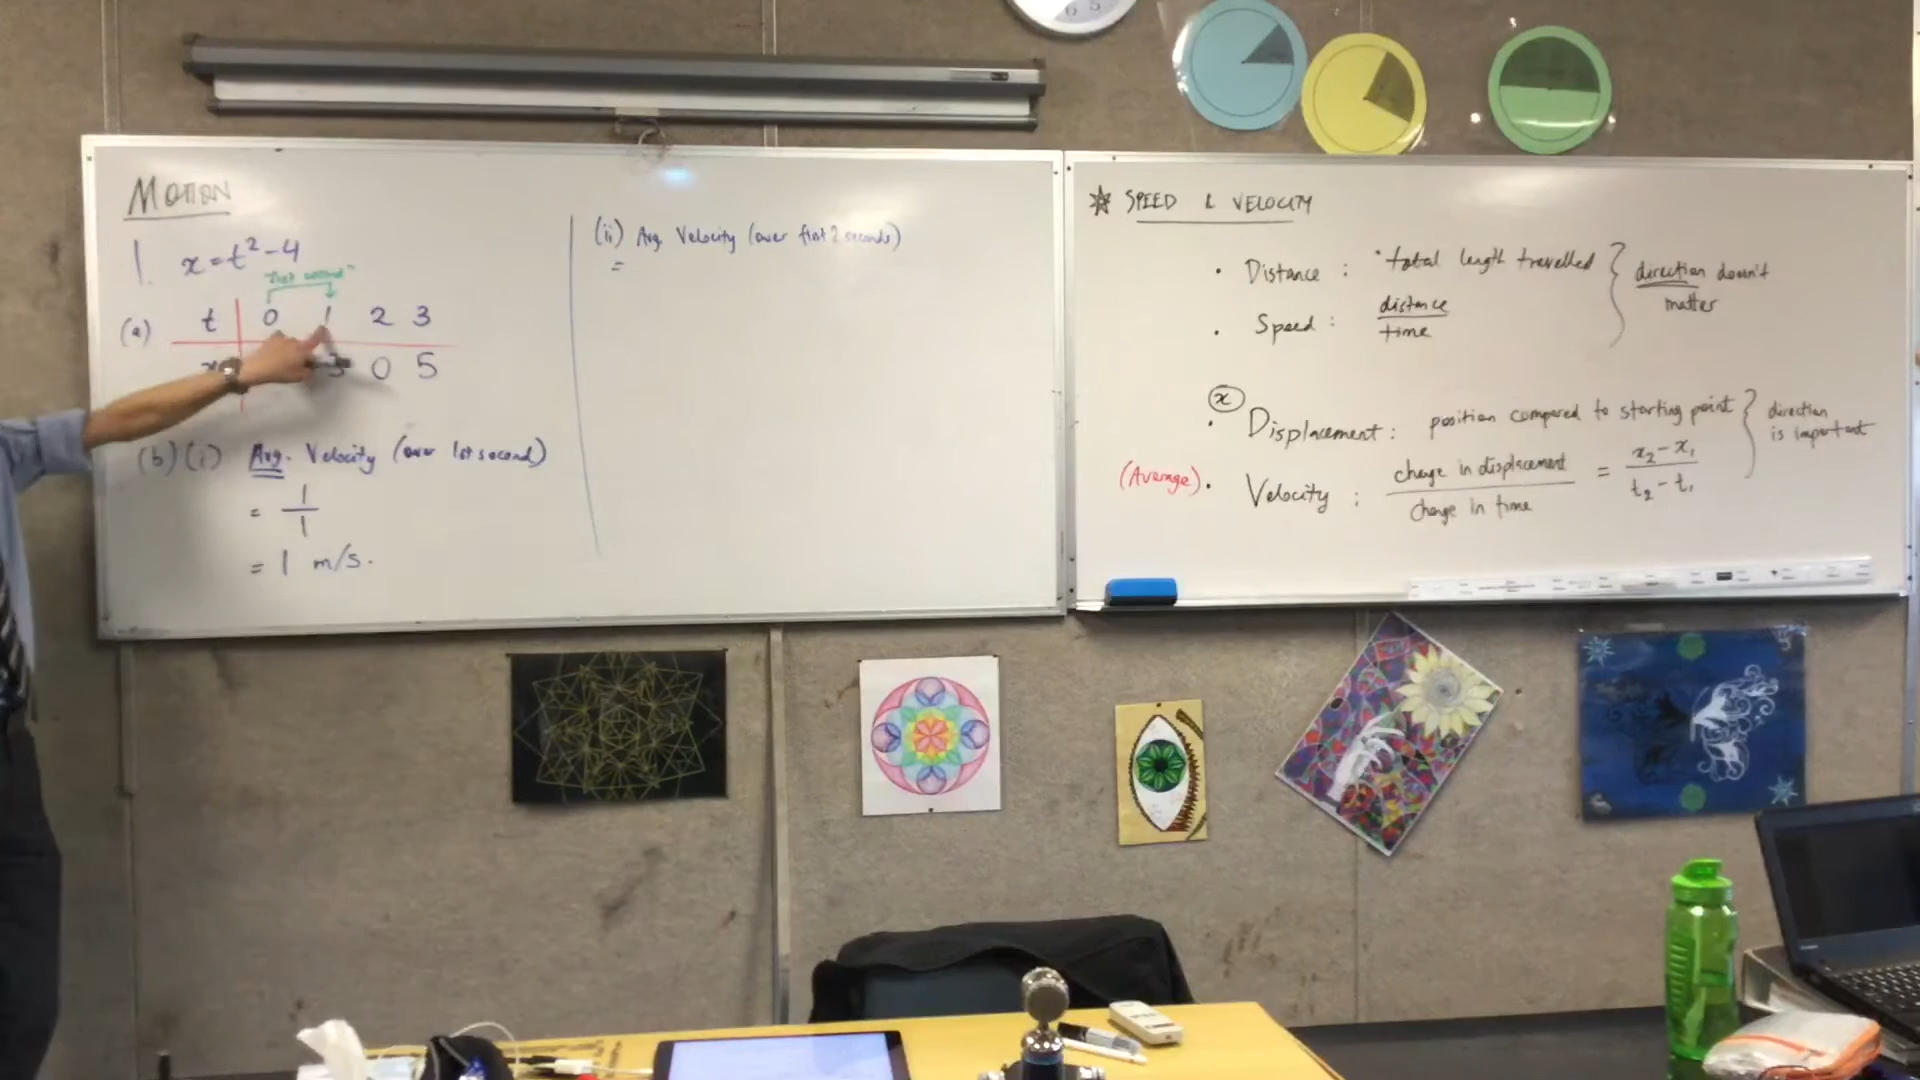 MOTION
1. x = t² - 4
"first second"
(a) t 0 1 2 3
x -3 0 5
(b) (i) Avg. Velocity (over 1st second)
= 1/1
= 1 m/s.
(ii) Avg. Velocity (over first 2 seconds)
=
* SPEED & VELOCITY
• Distance : total length travelled
• Speed : distance/time
direction doesn't
matter
x
• Displacement : position compared to starting point
(Average) • Velocity : change in displacement/change in time = x₂ - x₁/t₂ - t₁
direction
is important
6 5